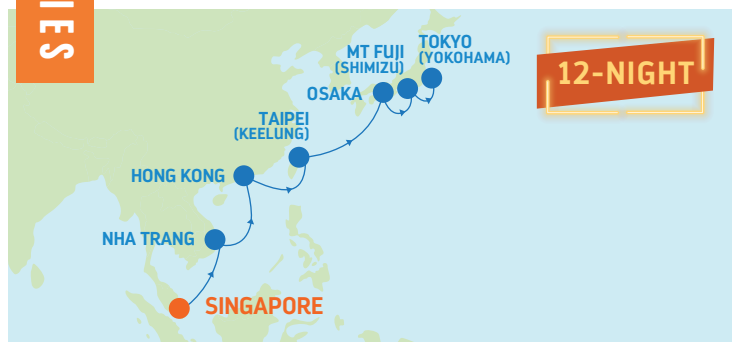 IES
TOKYO
(YOKOHAMA)
MT FUJI
(SHIMIZU)
OSAKA
12-NIGHT
TAIPEI
(KEELUNG)
HONG KONG
NHA TRANG
SINGAPORE